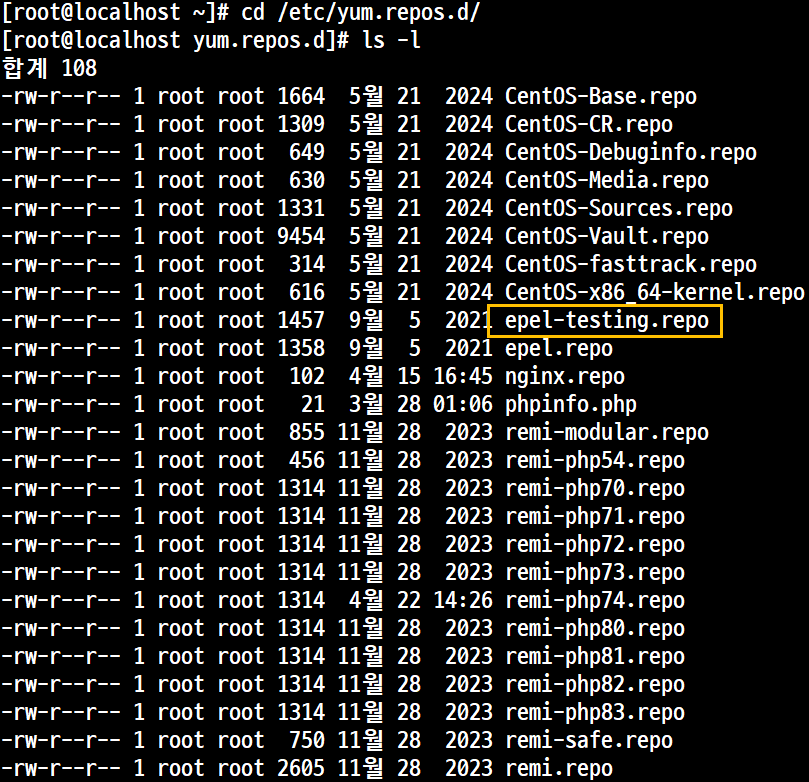 [root@localhost ~]# cd /etc/yum.repos.d/
[root@localhost yum.repos.d]# ls -l
합계 108
-rw-r--r-- 1 root root 1664  5월 21  2024 CentOS-Base.repo
-rw-r--r-- 1 root root 1309  5월 21  2024 CentOS-CR.repo
-rw-r--r-- 1 root root  649  5월 21  2024 CentOS-Debuginfo.repo
-rw-r--r-- 1 root root  630  5월 21  2024 CentOS-Media.repo
-rw-r--r-- 1 root root 1331  5월 21  2024 CentOS-Sources.repo
-rw-r--r-- 1 root root 9454  5월 21  2024 CentOS-Vault.repo
-rw-r--r-- 1 root root  314  5월 21  2024 CentOS-fasttrack.repo
-rw-r--r-- 1 root root  616  5월 21  2024 CentOS-x86_64-kernel.repo
-rw-r--r-- 1 root root 1457  9월  5  2021 epel-testing.repo
-rw-r--r-- 1 root root 1358  9월  5  2021 epel.repo
-rw-r--r-- 1 root root  102  4월 15 16:45 nginx.repo
-rw-r--r-- 1 root root   21  3월 28 01:06 phpinfo.php
-rw-r--r-- 1 root root  855 11월 28  2023 remi-modular.repo
-rw-r--r-- 1 root root  456 11월 28  2023 remi-php54.repo
-rw-r--r-- 1 root root 1314 11월 28  2023 remi-php70.repo
-rw-r--r-- 1 root root 1314 11월 28  2023 remi-php71.repo
-rw-r--r-- 1 root root 1314 11월 28  2023 remi-php72.repo
-rw-r--r-- 1 root root 1314 11월 28  2023 remi-php73.repo
-rw-r--r-- 1 root root 1314  4월 22 14:26 remi-php74.repo
-rw-r--r-- 1 root root 1314 11월 28  2023 remi-php80.repo
-rw-r--r-- 1 root root 1314 11월 28  2023 remi-php81.repo
-rw-r--r-- 1 root root 1314 11월 28  2023 remi-php82.repo
-rw-r--r-- 1 root root 1314 11월 28  2023 remi-php83.repo
-rw-r--r-- 1 root root  750 11월 28  2023 remi-safe.repo
-rw-r--r-- 1 root root 2605 11월 28  2023 remi.repo